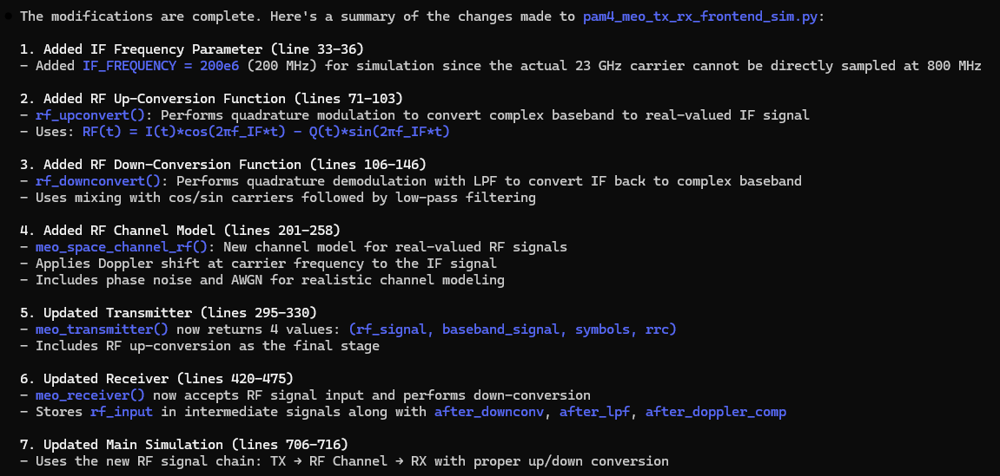 ● The modifications are complete. Here's a summary of the changes made to pam4_meo_tx_rx_frontend_sim.py:
1. Added IF Frequency Parameter (line 33-36)
- Added IF_FREQUENCY = 200e6 (200 MHz) for simulation since the actual 23 GHz carrier cannot be directly sampled at 800 MHz
2. Added RF Up-Conversion Function (lines 71-103)
- rf_upconvert(): Performs quadrature modulation to convert complex baseband to real-valued IF signal
- Uses: RF(t) = I(t)*cos(2πf_IF*t) - Q(t)*sin(2πf_IF*t)
3. Added RF Down-Conversion Function (lines 106-146)
- rf_downconvert(): Performs quadrature demodulation with LPF to convert IF back to complex baseband
- Uses mixing with cos/sin carriers followed by low-pass filtering
4. Added RF Channel Model (lines 201-258)
- meo_space_channel_rf(): New channel model for real-valued RF signals
- Applies Doppler shift at carrier frequency to the IF signal
- Includes phase noise and AWGN for realistic channel modeling
5. Updated Transmitter (lines 295-330)
- meo_transmitter() now returns 4 values: (rf_signal, baseband_signal, symbols, rrc)
- Includes RF up-conversion as the final stage
6. Updated Receiver (lines 420-475)
- meo_receiver() now accepts RF signal input and performs down-conversion
- Stores rf_input in intermediate signals along with after_downconv, after_lpf, after_doppler_comp
7. Updated Main Simulation (lines 706-716)
- Uses the new RF signal chain: TX → RF Channel → RX with proper up/down conversion